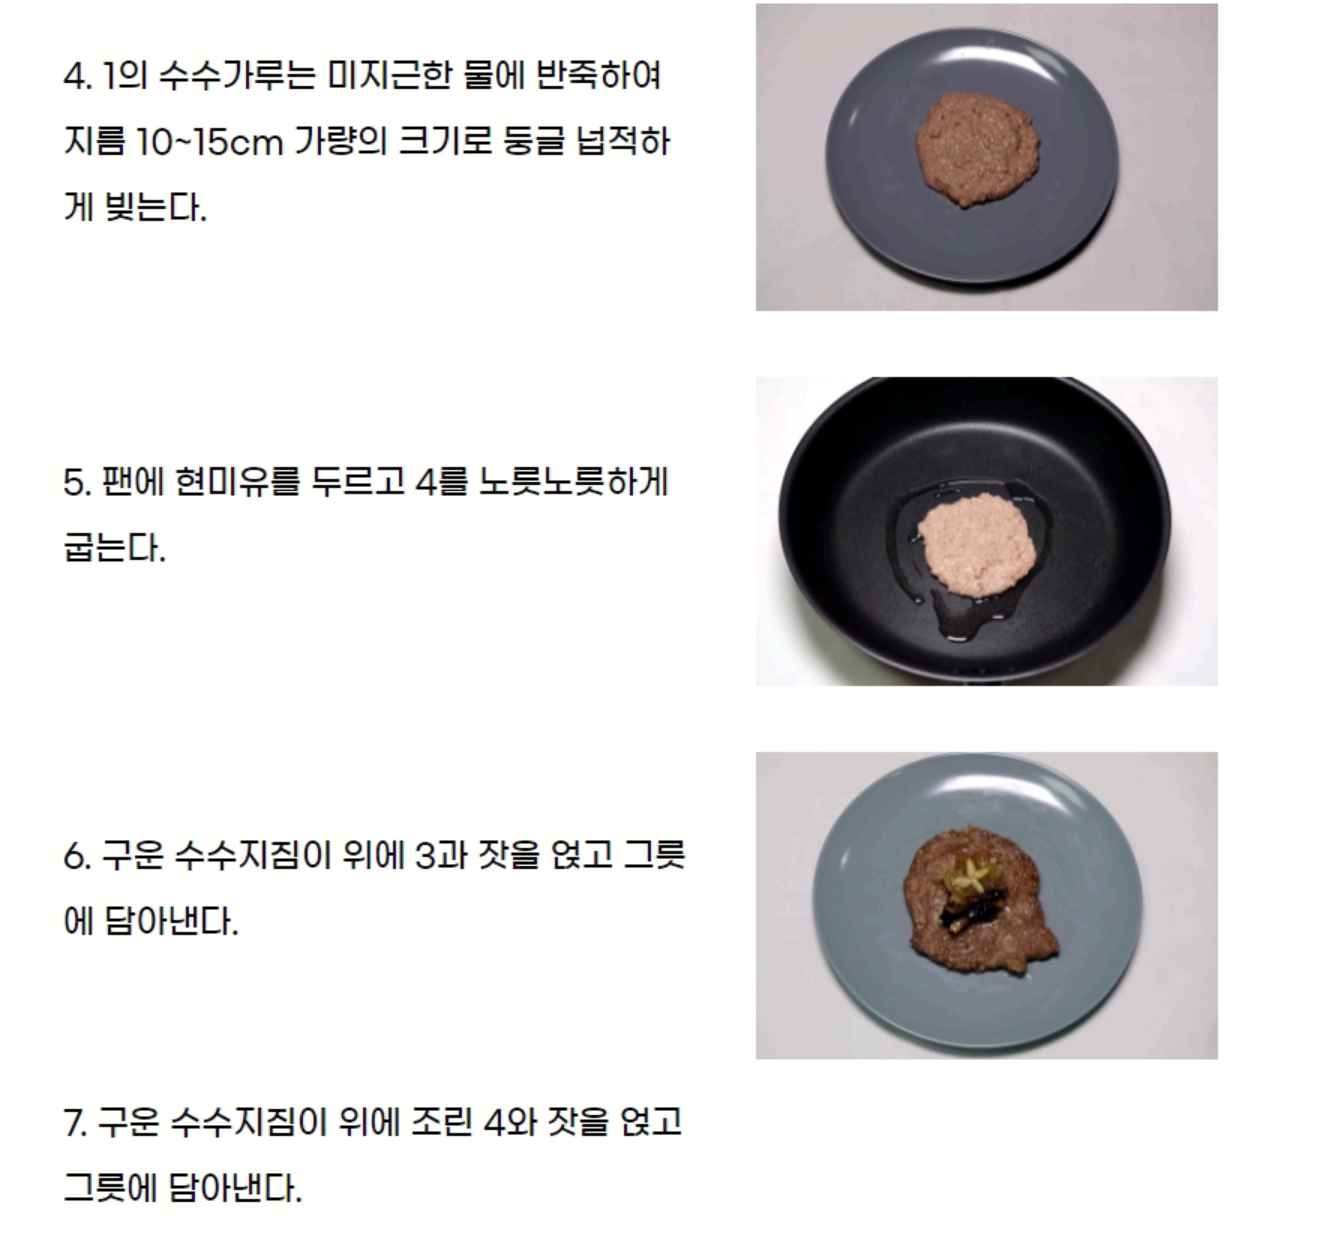 4. 1의 수수가루는 미지근한 물에 반죽하여
지름 10~15cm 가량의 크기로 둥글 넙적하
게 빚는다.
5. 팬에 현미유를 두르고 4를 노릇노릇하게
굽는다.
6. 구운 수수지짐이 위에 3과 잣을 얹고 그릇
에 담아낸다.
7. 구운 수수지짐이 위에 조린 4와 잣을 얹고
그릇에 담아낸다.